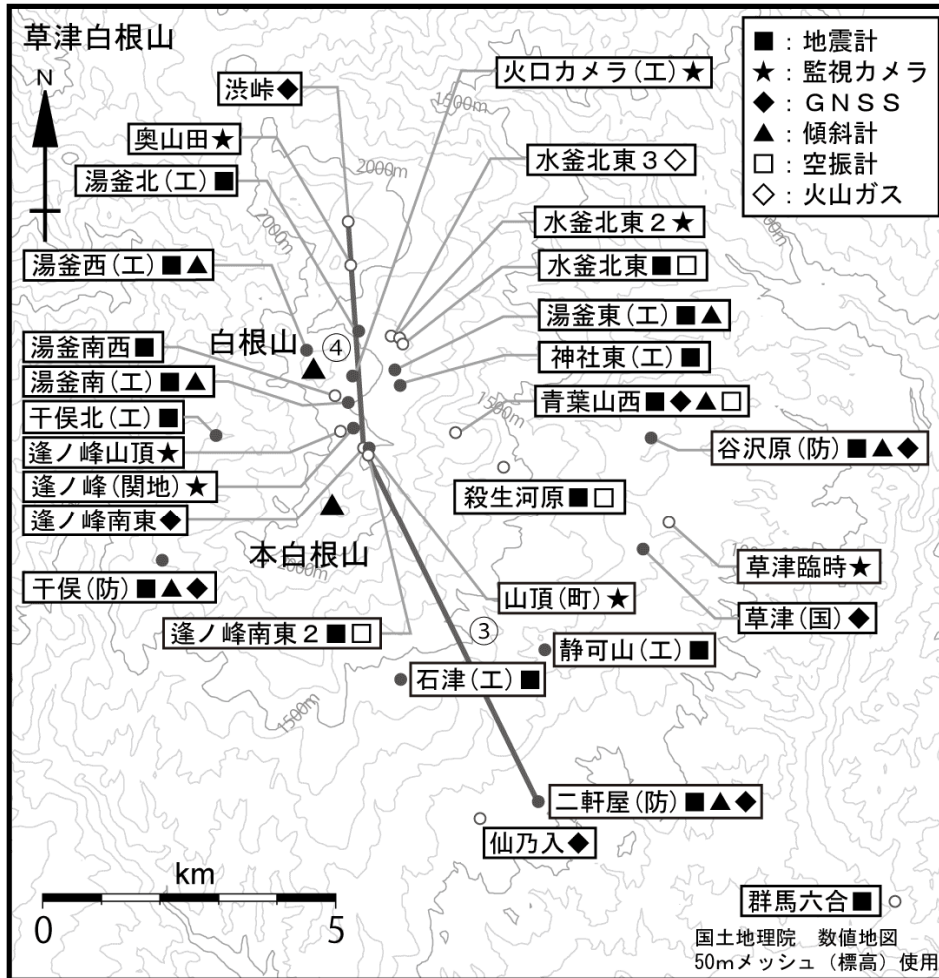 草津白根山
N
■：地震計
★：監視カメラ
◆：ＧＮＳＳ
▲：傾斜計
□：空振計
◇：火山ガス
火口カメラ(工)★
渋峠◆
1500m
奥山田★
2000m
水釜北東３◇
湯釜北(工)■
2000m
水釜北東２★
湯釜西(工)■▲
水釜北東■□
湯釜東(工)■▲
白根山
④
湯釜南西■
神社東(工)■
湯釜南(工)■▲
青葉山西■◆▲□
1500m
干俣北(工)■
谷沢原(防)■▲◆
逢ノ峰山頂★
逢ノ峰(関地)★
殺生河原■□
逢ノ峰南東◆
本白根山
2000m
草津臨時★
干俣(防)■▲◆
山頂(町)★
草津(国)◆
逢ノ峰南東２■□
③
静可山(工)■
石津(工)■
1500m
二軒屋(防)■▲◆
仙乃入◆
km
0 5
群馬六合■
国土地理院　数値地図
50mメッシュ（標高）使用